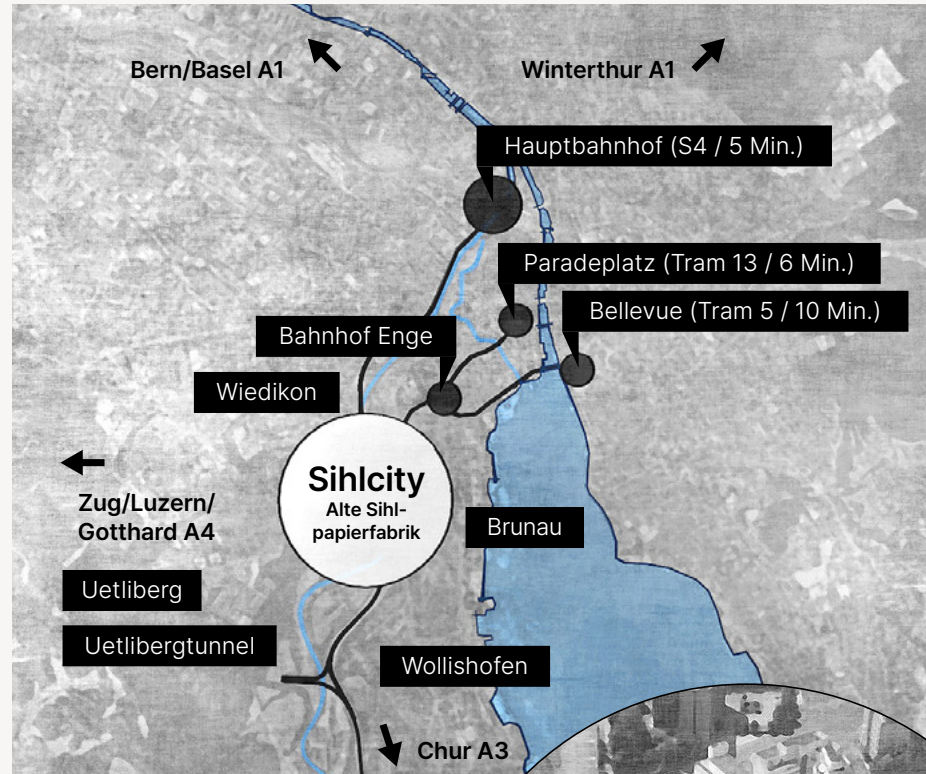 Bern/Basel A1
Winterthur A1
Hauptbahnhof (S4 / 5 Min.)
Paradeplatz (Tram 13 / 6 Min.)
Bellevue (Tram 5 / 10 Min.)
Bahnhof Enge
Wiedikon
Sihlcity
Alte Sihl-
papierfabrik
Zug/Luzern/
Gotthard A4
Brunau
Uetliberg
Uetlibergtunnel
Wollishofen
Chur A3